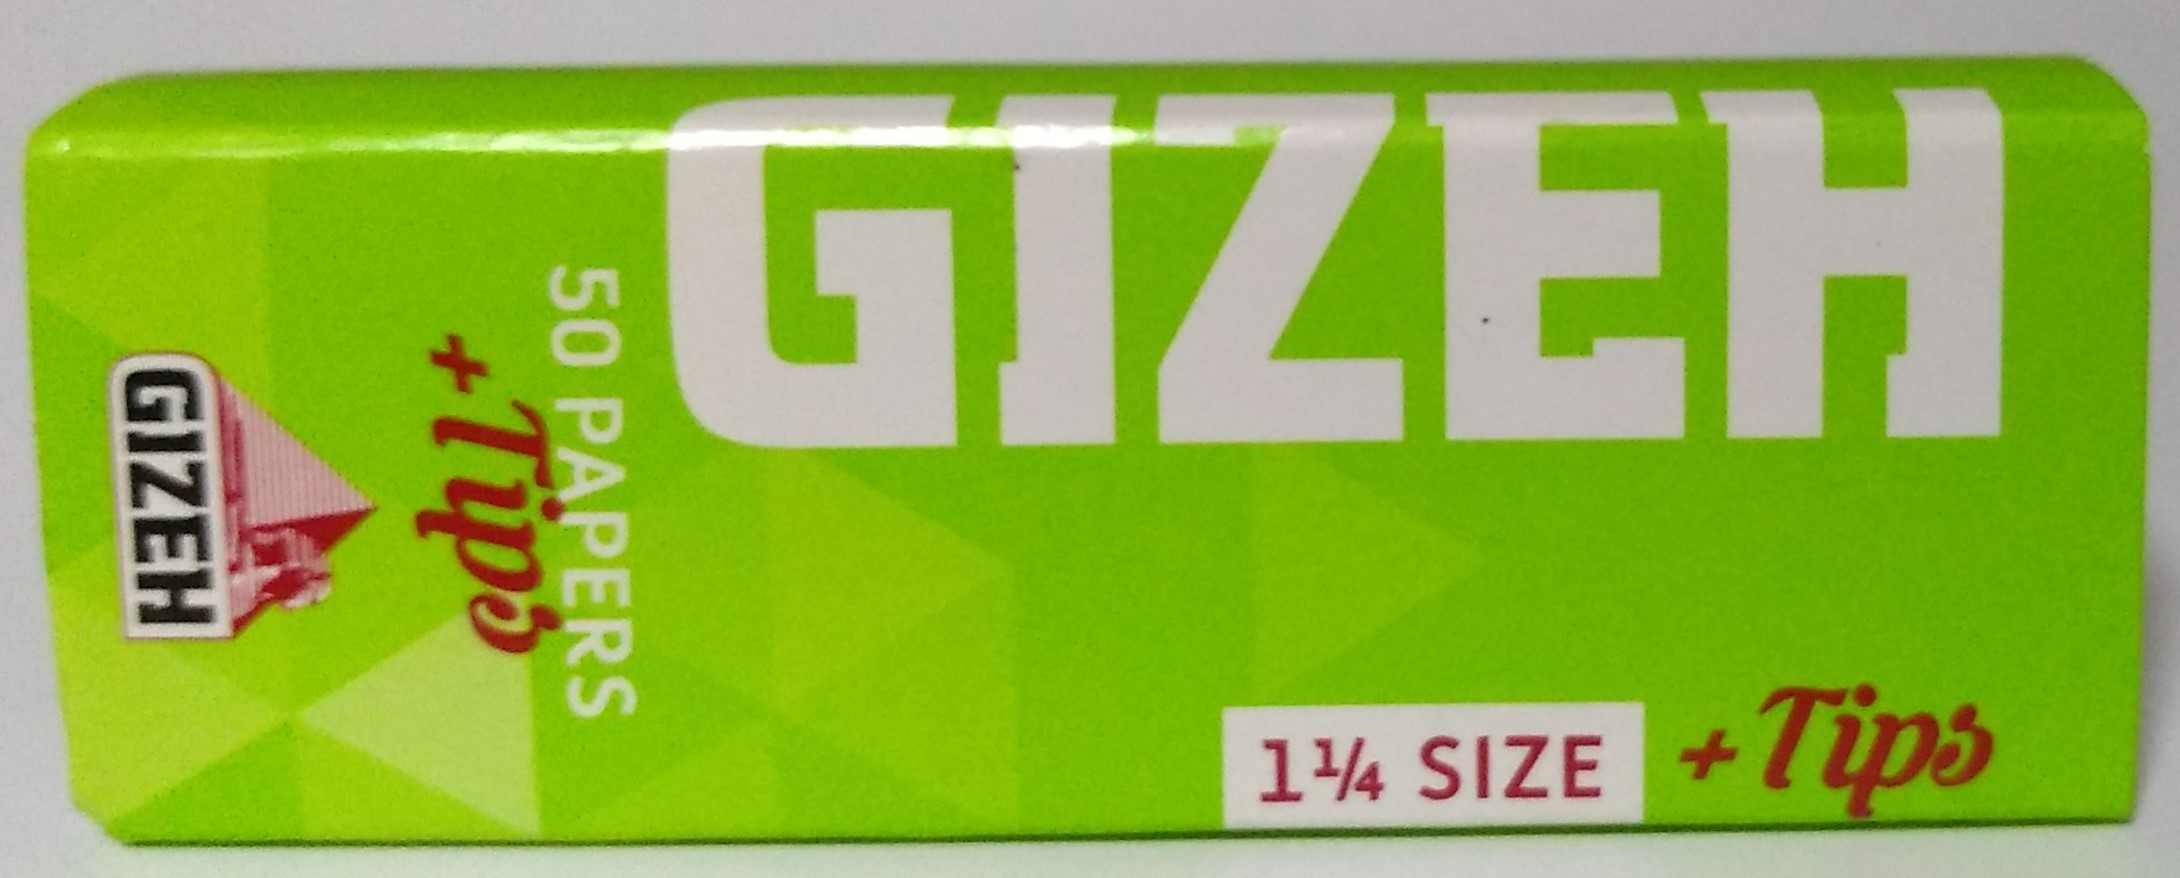 GIZEH
1¼ SIZE + Tips
50 PAPERS
+ Tips
GIZEH